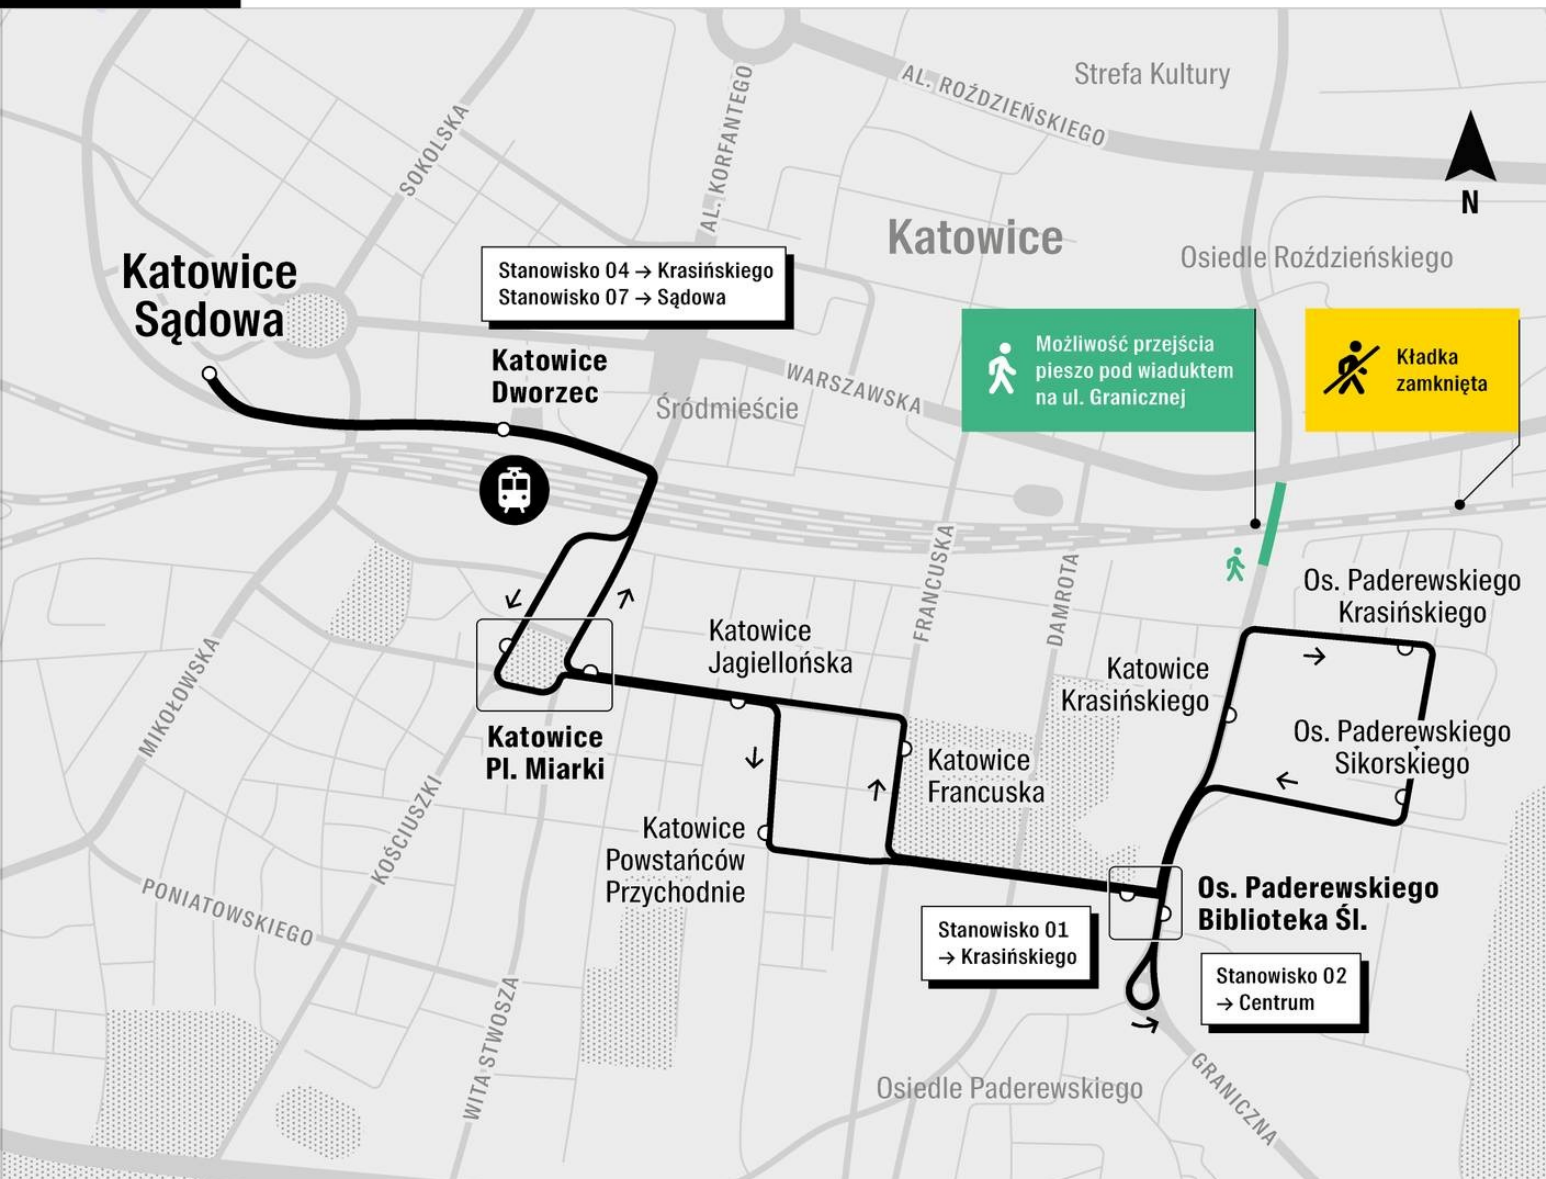 Strefa Kultury
AL. ROŹDZIEŃSKIEGO
SOKOLSKA
AL. KORFANTEGO
N
Katowice
Osiedle Roździeńskiego
Katowice
Sądowa
Stanowisko 04 → Krasińskiego
Stanowisko 07 → Sądowa
Katowice
Dworzec
Śródmieście
WARSZAWSKA
Możliwość przejścia
pieszo pod wiaduktem
na ul. Granicznej
Kładka
zamknięta
FRANCUSKA
DAMROTA
Os. Paderewskiego
Krasińskiego
Katowice
Jagiellońska
Katowice
Krasińskiego
MIKOŁOWSKA
Os. Paderewskiego
Sikorskiego
Katowice
Pl. Miarki
Katowice
Francuska
KOŚCIUSZKI
Katowice
Powstańców
Przychodnie
PONIATOWSKIEGO
Os. Paderewskiego
Biblioteka Śl.
Stanowisko 01
→ Krasińskiego
Stanowisko 02
→ Centrum
WITA STWOSZA
Osiedle Paderewskiego
GRANICZNA